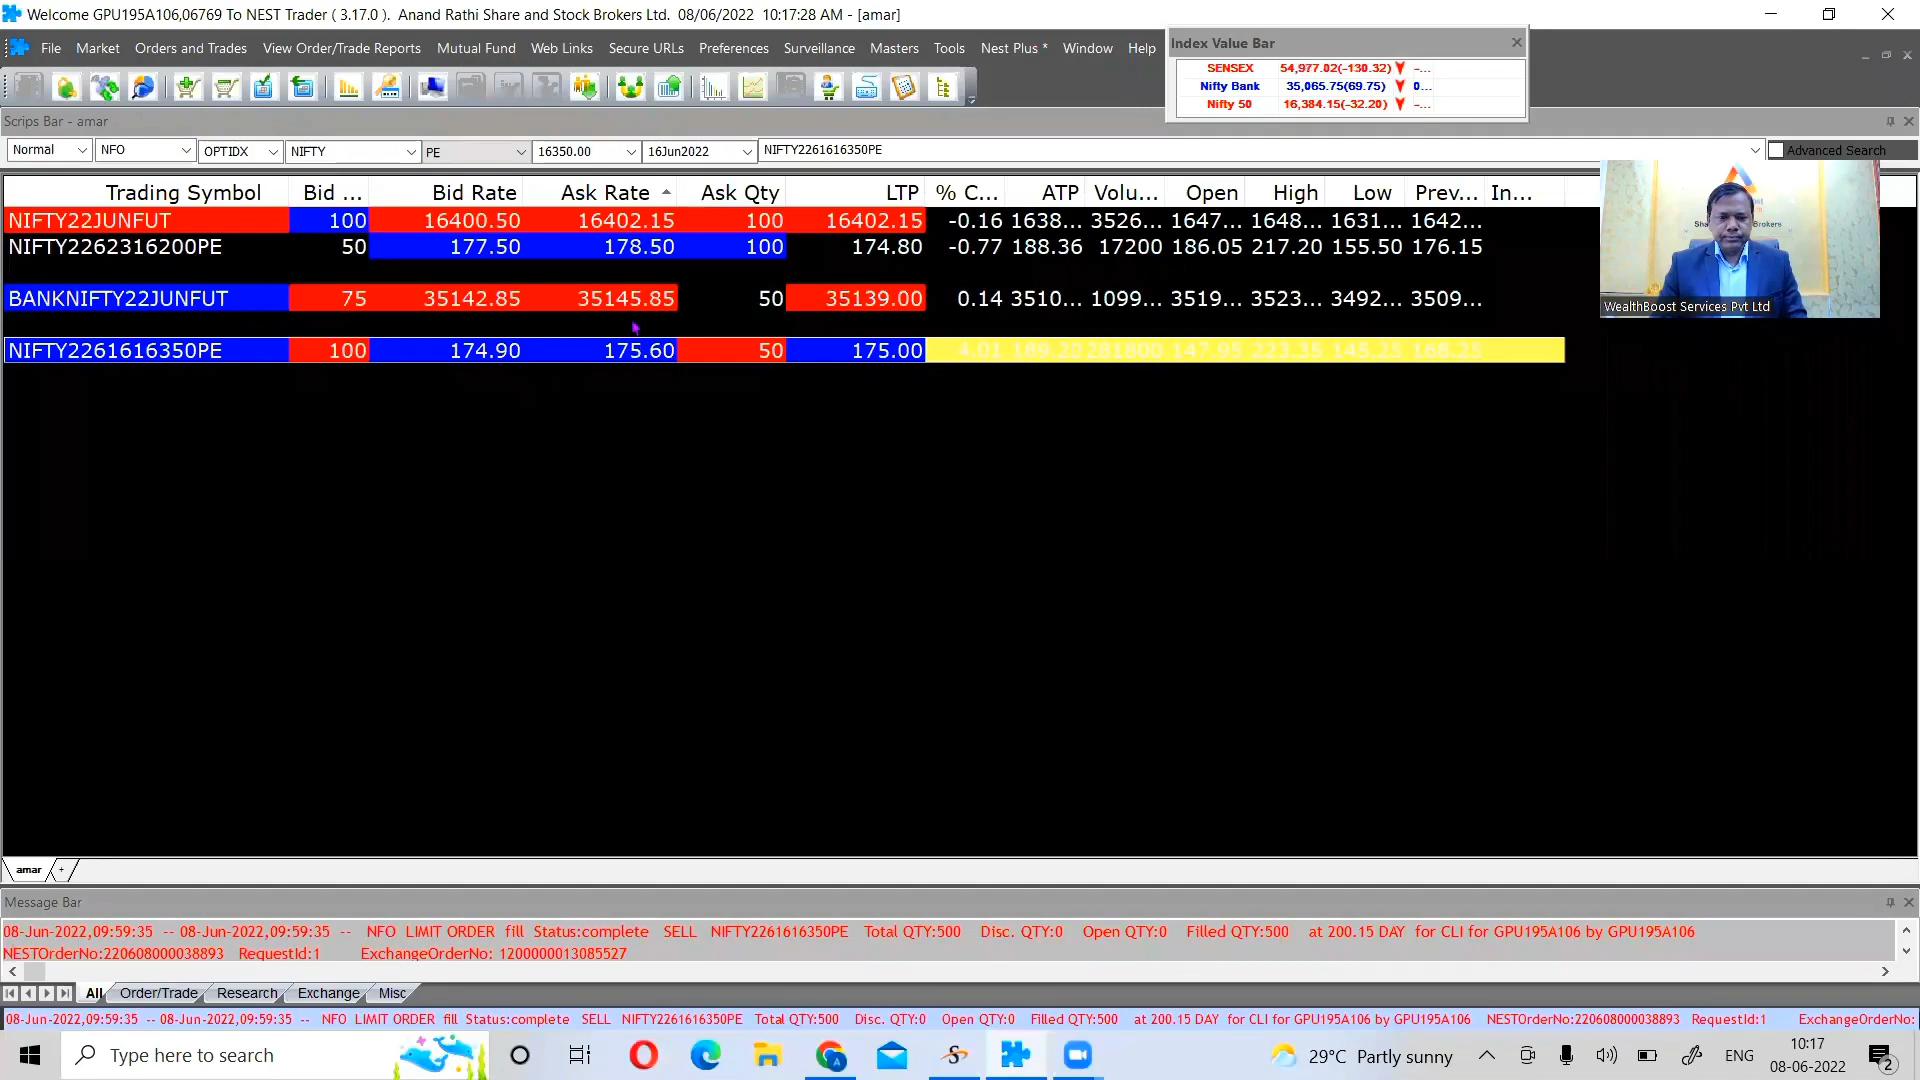 Welcome GPU195A106,06769 To NEST Trader ( 3.17.0 ). Anand Rathi Share and Stock Brokers Ltd. 08/06/2022 10:17:28 AM - [amar]
File Market Orders and Trades View Order/Trade Reports Mutual Fund Web Links Secure URLs Preferences Surveillance Masters Tools Nest Plus * Window Help
Index Value Bar
SENSEX 54,977.02(-130.32) -...
Nifty Bank 35,065.75(69.75) 0...
Nifty 50 16,384.15(-32.20) -...
Scrips Bar - amar
Normal NFO OPTIDX NIFTY PE 16350.00 16Jun2022 NIFTY2261616350PE Advanced Search
Trading Symbol Bid ... Bid Rate Ask Rate Ask Qty LTP % C... ATP Volu... Open High Low Prev... In...
NIFTY22JUNFUT 100 16400.50 16402.15 100 16402.15 -0.16 1638... 3526... 1647... 1648... 1631... 1642...
NIFTY2262316200PE 50 177.50 178.50 100 174.80 -0.77 188.36 17200 186.05 217.20 155.50 176.15
BANKNIFTY22JUNFUT 75 35142.85 35145.85 50 35139.00 0.14 3510... 1099... 3519... 3523... 3492... 3509...
NIFTY2261616350PE 100 174.90 175.60 50 175.00 4.01 189.20 281800 147.95 223.35 145.25 168.25
WealthBoost Services Pvt Ltd
amar +
Message Bar
08-Jun-2022,09:59:35 -- 08-Jun-2022,09:59:35 -- NFO LIMIT ORDER fill Status:complete SELL NIFTY2261616350PE Total QTY:500 Disc. QTY:0 Open QTY:0 Filled QTY:500 at 200.15 DAY for CLI for GPU195A106 by GPU195A106
NESTOrderNo:220608000038893 RequestId:1 ExchangeOrderNo: 1200000013085527
All Order/Trade Research Exchange Misc
08-Jun-2022,09:59:35 -- 08-Jun-2022,09:59:35 -- NFO LIMIT ORDER fill Status:complete SELL NIFTY2261616350PE Total QTY:500 Disc. QTY:0 Open QTY:0 Filled QTY:500 at 200.15 DAY for CLI for GPU195A106 by GPU195A106 NESTOrderNo:220608000038893 RequestId:1 ExchangeOrderNo:
Type here to search
29°C Partly sunny
ENG
10:17
08-06-2022
2